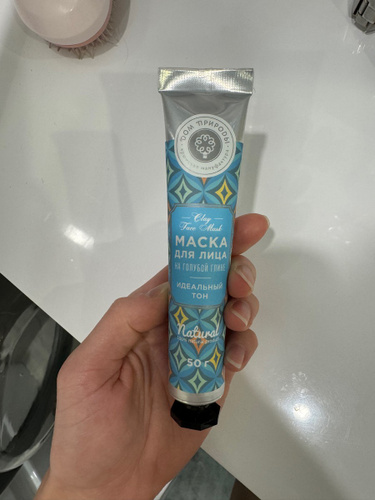 ДОМ ПРИРОДЫ
Clay
Face Mask
МАСКА
ДЛЯ ЛИЦА
НА ГОЛУБОЙ ГЛИНЕ
ИДЕАЛЬНЫЙ
ТОН
Natural
50 г